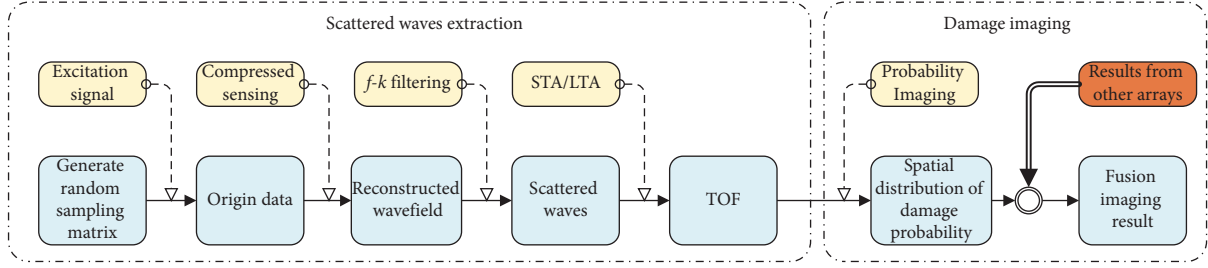 Scattered waves extraction
Damage imaging
Excitation
signal
Compressed
sensing
f-k filtering
STA/LTA
Probability
Imaging
Results from
other arrays
Generate
random
sampling
matrix
Origin data
Reconstructed
wavefield
Scattered
waves
TOF
Spatial
distribution of
damage
probability
Fusion
imaging
result